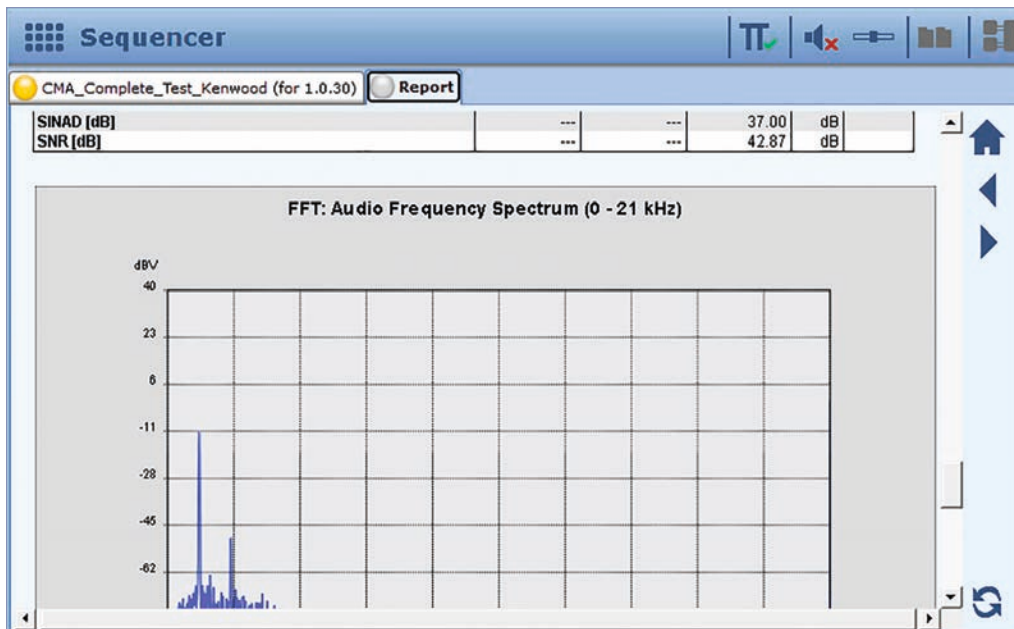 Sequencer
CMA_Complete_Test_Kenwood (for 1.0.30) Report
SINAD [dB] --- --- 37.00 dB
SNR [dB] --- --- 42.87 dB
FFT: Audio Frequency Spectrum (0 - 21 kHz)
dBV
40
23
6
-11
-28
-45
-62